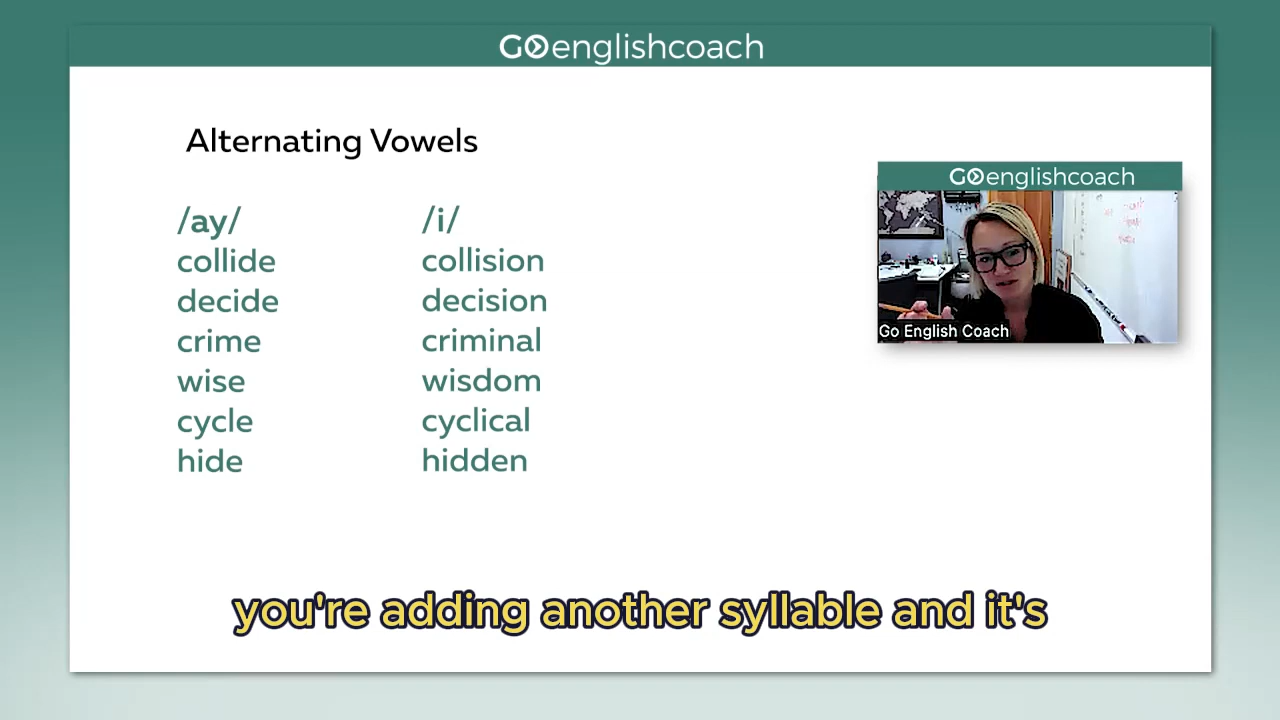 GOenglishcoach
Alternating Vowels
/ay/ /i/
collide collision
decide decision
crime criminal
wise wisdom
cycle cyclical
hide hidden
GOenglishcoach
Go English Coach
you're adding another syllable and it's